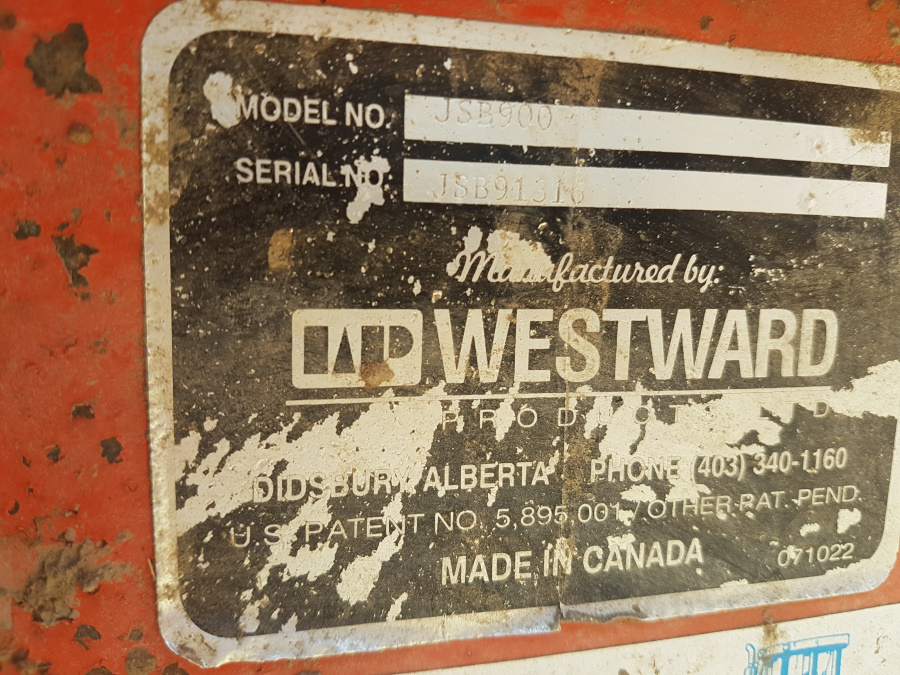 MODEL NO. JSB900
SERIAL NO. JSB91316
Manufactured by:
WP WESTWARD
DIDSBURY, ALBERTA PHONE (403) 340-1160
U.S. PATENT NO. 5,895,001 / OTHER PAT. PEND.
MADE IN CANADA 071022